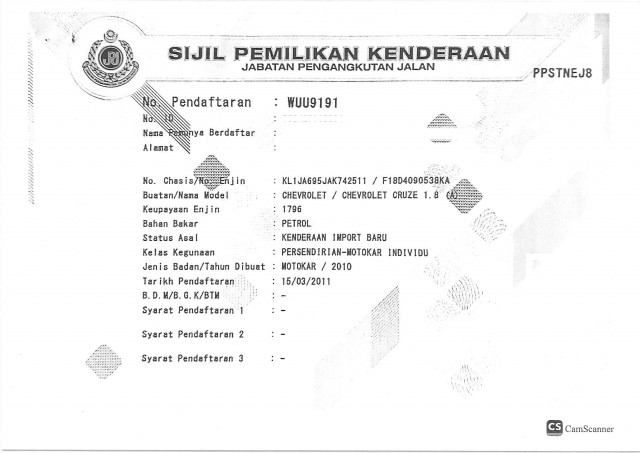 SIJIL PEMILIKAN KENDERAAN
JABATAN PENGANGKUTAN JALAN
PPSTNEJ8
No. Pendaftaran : WUU9191
No. ID :
Nama Pemunya Berdaftar :
Alamat :
No. Chasis/No. Enjin : KL1JA695JAK742511 / F18D4090538KA
Buatan/Nama Model : CHEVROLET / CHEVROLET CRUZE 1.8 (A)
Keupayaan Enjin : 1796
Bahan Bakar : PETROL
Status Asal : KENDERAAN IMPORT BARU
Kelas Kegunaan : PERSENDIRIAN-MOTOKAR INDIVIDU
Jenis Badan/Tahun Dibuat : MOTOKAR / 2010
Tarikh Pendaftaran : 15/03/2011
B.D.M/B.G.K/BTM : -
Syarat Pendaftaran 1 : -
Syarat Pendaftaran 2 : -
Syarat Pendaftaran 3 : -
CS CamScanner